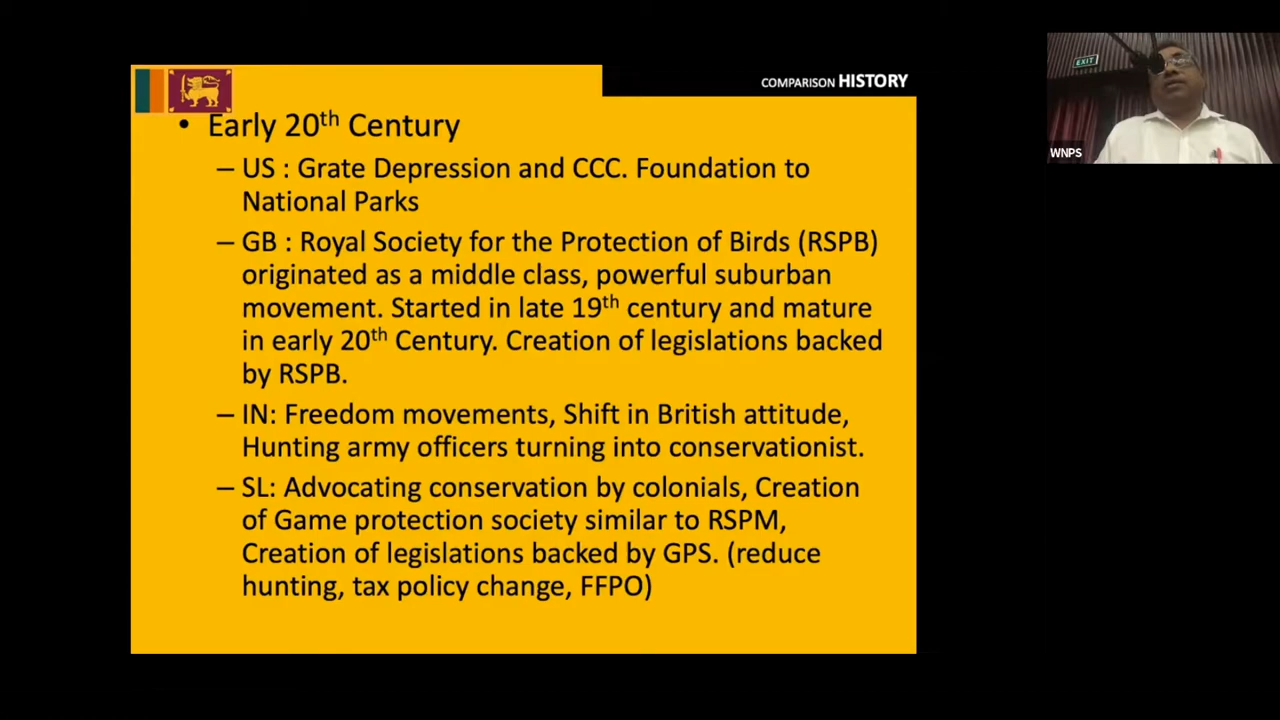 COMPARISON HISTORY
EXIT
WNPS
• Early 20th Century
– US : Grate Depression and CCC. Foundation to
National Parks
– GB : Royal Society for the Protection of Birds (RSPB)
originated as a middle class, powerful suburban
movement. Started in late 19th century and mature
in early 20th Century. Creation of legislations backed
by RSPB.
– IN: Freedom movements, Shift in British attitude,
Hunting army officers turning into conservationist.
– SL: Advocating conservation by colonials, Creation
of Game protection society similar to RSPM,
Creation of legislations backed by GPS. (reduce
hunting, tax policy change, FFPO)